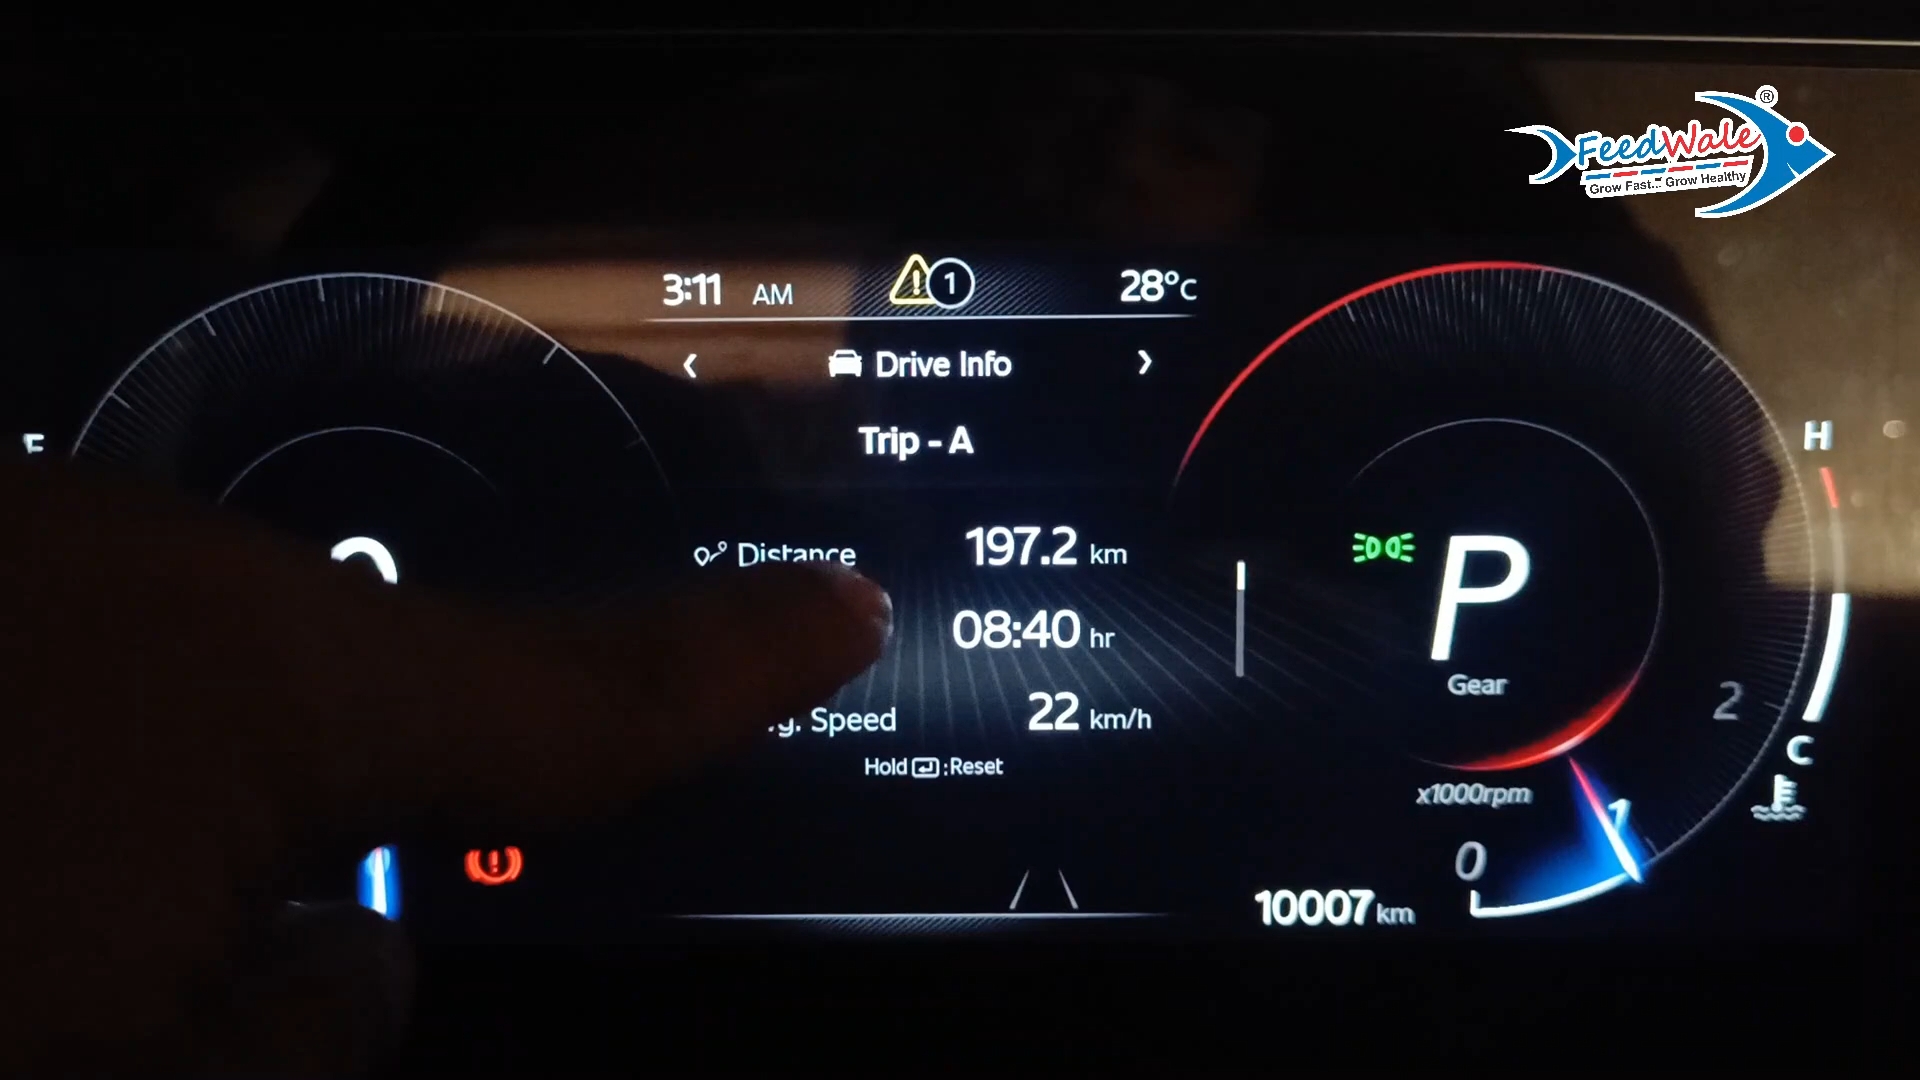 FeedWale®
Grow Fast... Grow Healthy
3:11 AM
1
28°C
Drive Info
Trip - A
Distance 197.2 km
08:40 hr
Speed 22 km/h
Hold :Reset
P
Gear
H
C
2
1
0
x1000rpm
10007 km